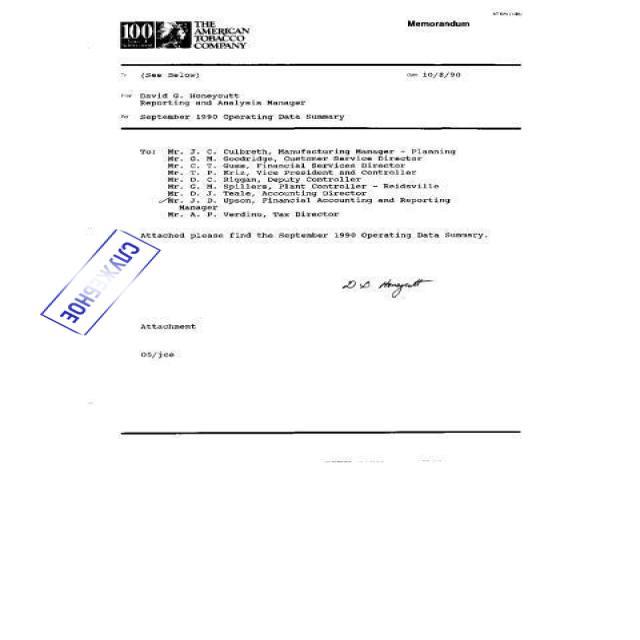 100
THE
AMERICAN
TOBACCO
COMPANY
Memorandum
To (See Below)
Date 10/8/90
From David G. Honeycutt
Reporting and Analysis Manager
Re September 1990 Operating Data Summary
To: Mr. J. C. Culbreth, Manufacturing Manager - Planning
Mr. G. M. Goodridge, Customer Service Director
Mr. C. T. Guss, Financial Services Director
Mr. T. P. Kriz, Vice President and Controller
Mr. D. C. Riggan, Deputy Controller
Mr. G. M. Spillers, Plant Controller - Reidsville
Mr. D. J. Teale, Accounting Director
Mr. J. D. Upson, Financial Accounting and Reporting
Manager
Mr. A. P. Verdino, Tax Director
Attached please find the September 1990 Operating Data Summary.
СЛУЖЕБНОЕ
Honeycutt
Attachment
05/jce